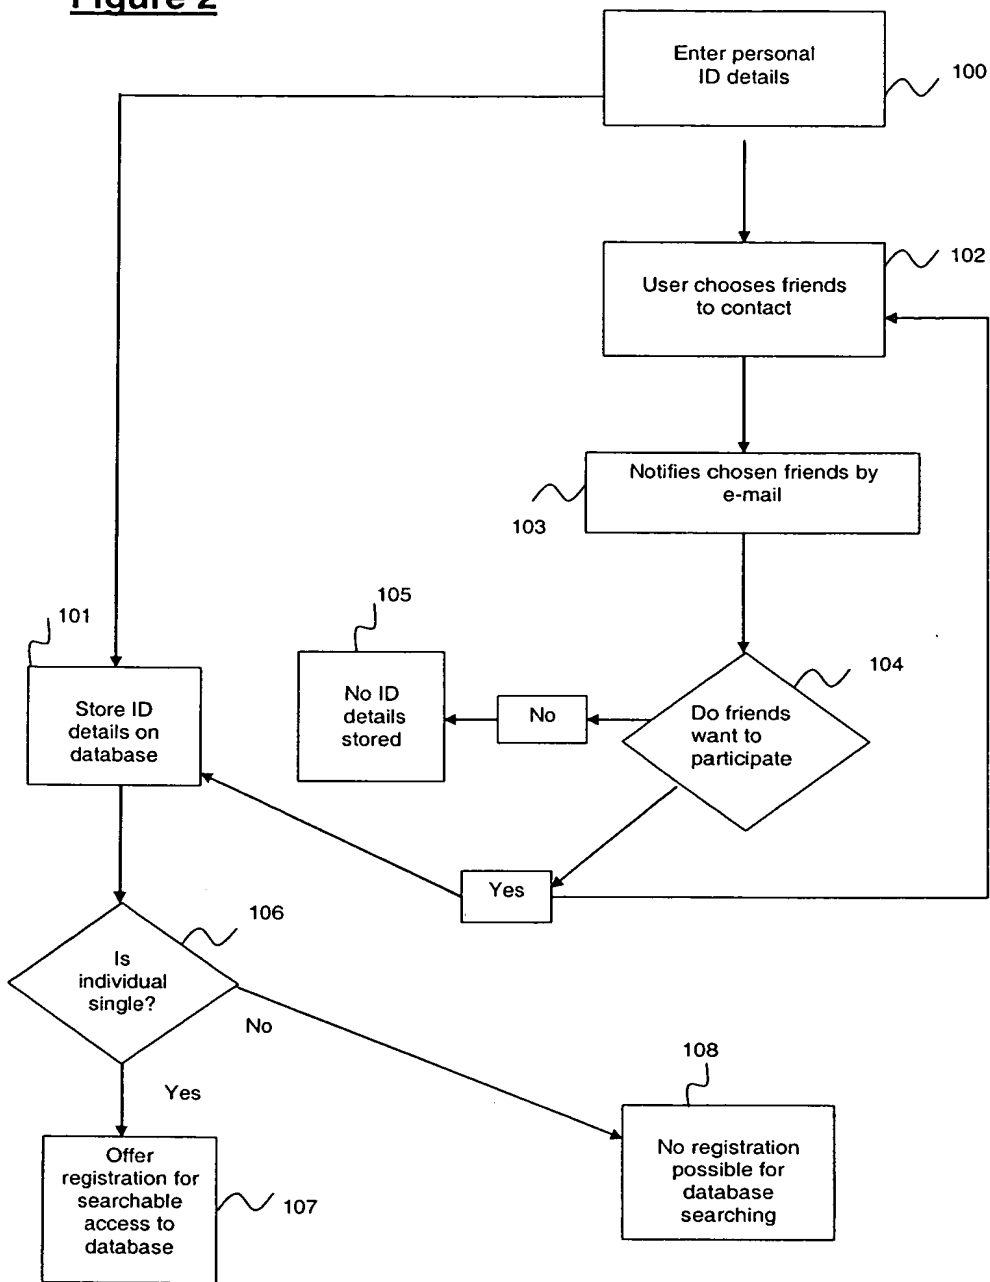 Figure 2
Enter personal
ID details
100
User chooses friends
to contact
102
Notifies chosen friends by
e-mail
103
Do friends
want to
participate
104
No
No ID
details
stored
105
Yes
Store ID
details on
database
101
Is
individual
single?
106
No
Yes
Offer
registration for
searchable
access to
database
107
No registration
possible for
database
searching
108